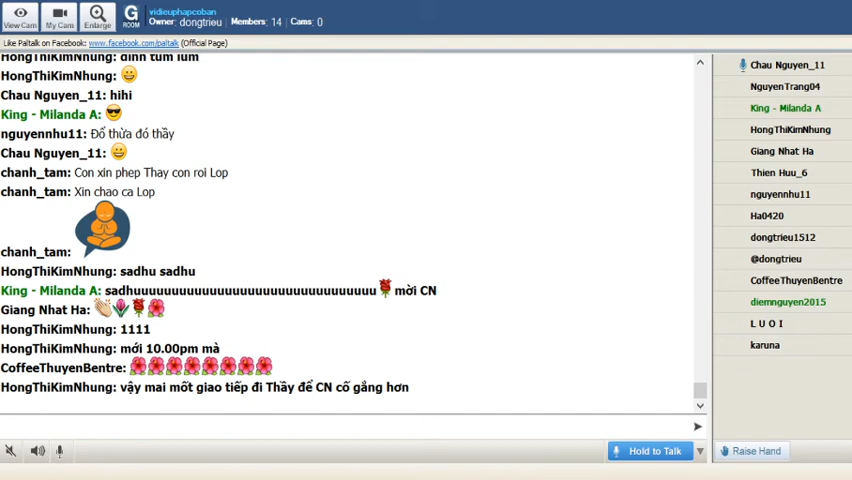 View Cam
My Cam
Enlarge
G
ROOM
vidieuphapcoban
Owner: dongtrieu Members: 14 Cams: 0
Like Paltalk on Facebook: www.facebook.com/paltalk (Official Page)
HongThiKimNhung: dinh tum lum
HongThiKimNhung:
Chau Nguyen_11: hihi
King - Milanda A:
nguyennhu11: Đổ thừa đó thầy
Chau Nguyen_11:
chanh_tam: Con xin phep Thay con roi Lop
chanh_tam: Xin chao ca Lop
chanh_tam:
HongThiKimNhung: sadhu sadhu
King - Milanda A: sadhuuuuuuuuuuuuuuuuuuuuuuuuuuuuuuuu mời CN
Giang Nhat Ha:
HongThiKimNhung: 1111
HongThiKimNhung: mới 10.00pm mà
CoffeeThuyenBentre:
HongThiKimNhung: vậy mai mốt giao tiếp đi Thầy để CN cố gắng hơn
Hold to Talk
Chau Nguyen_11
NguyenTrang04
King - Milanda A
HongThiKimNhung
Giang Nhat Ha
Thien Huu_6
nguyennhu11
Ha0420
dongtrieu1512
@dongtrieu
CoffeeThuyenBentre
diemnguyen2015
L U O I
karuna
Raise Hand